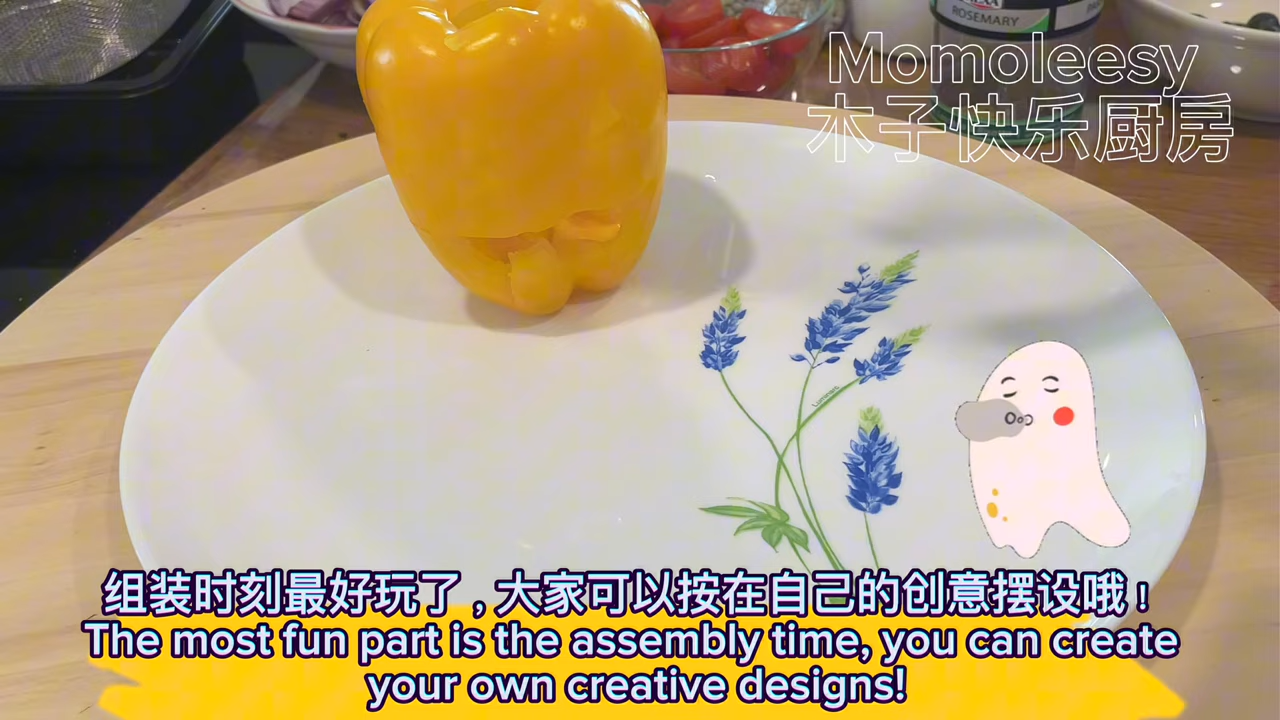 ROSEMARY
Momoleesy
木子快乐厨房
Luminarc
组装时刻最好玩了，大家可以按在自己的创意摆设哦！
The most fun part is the assembly time, you can create
your own creative designs!